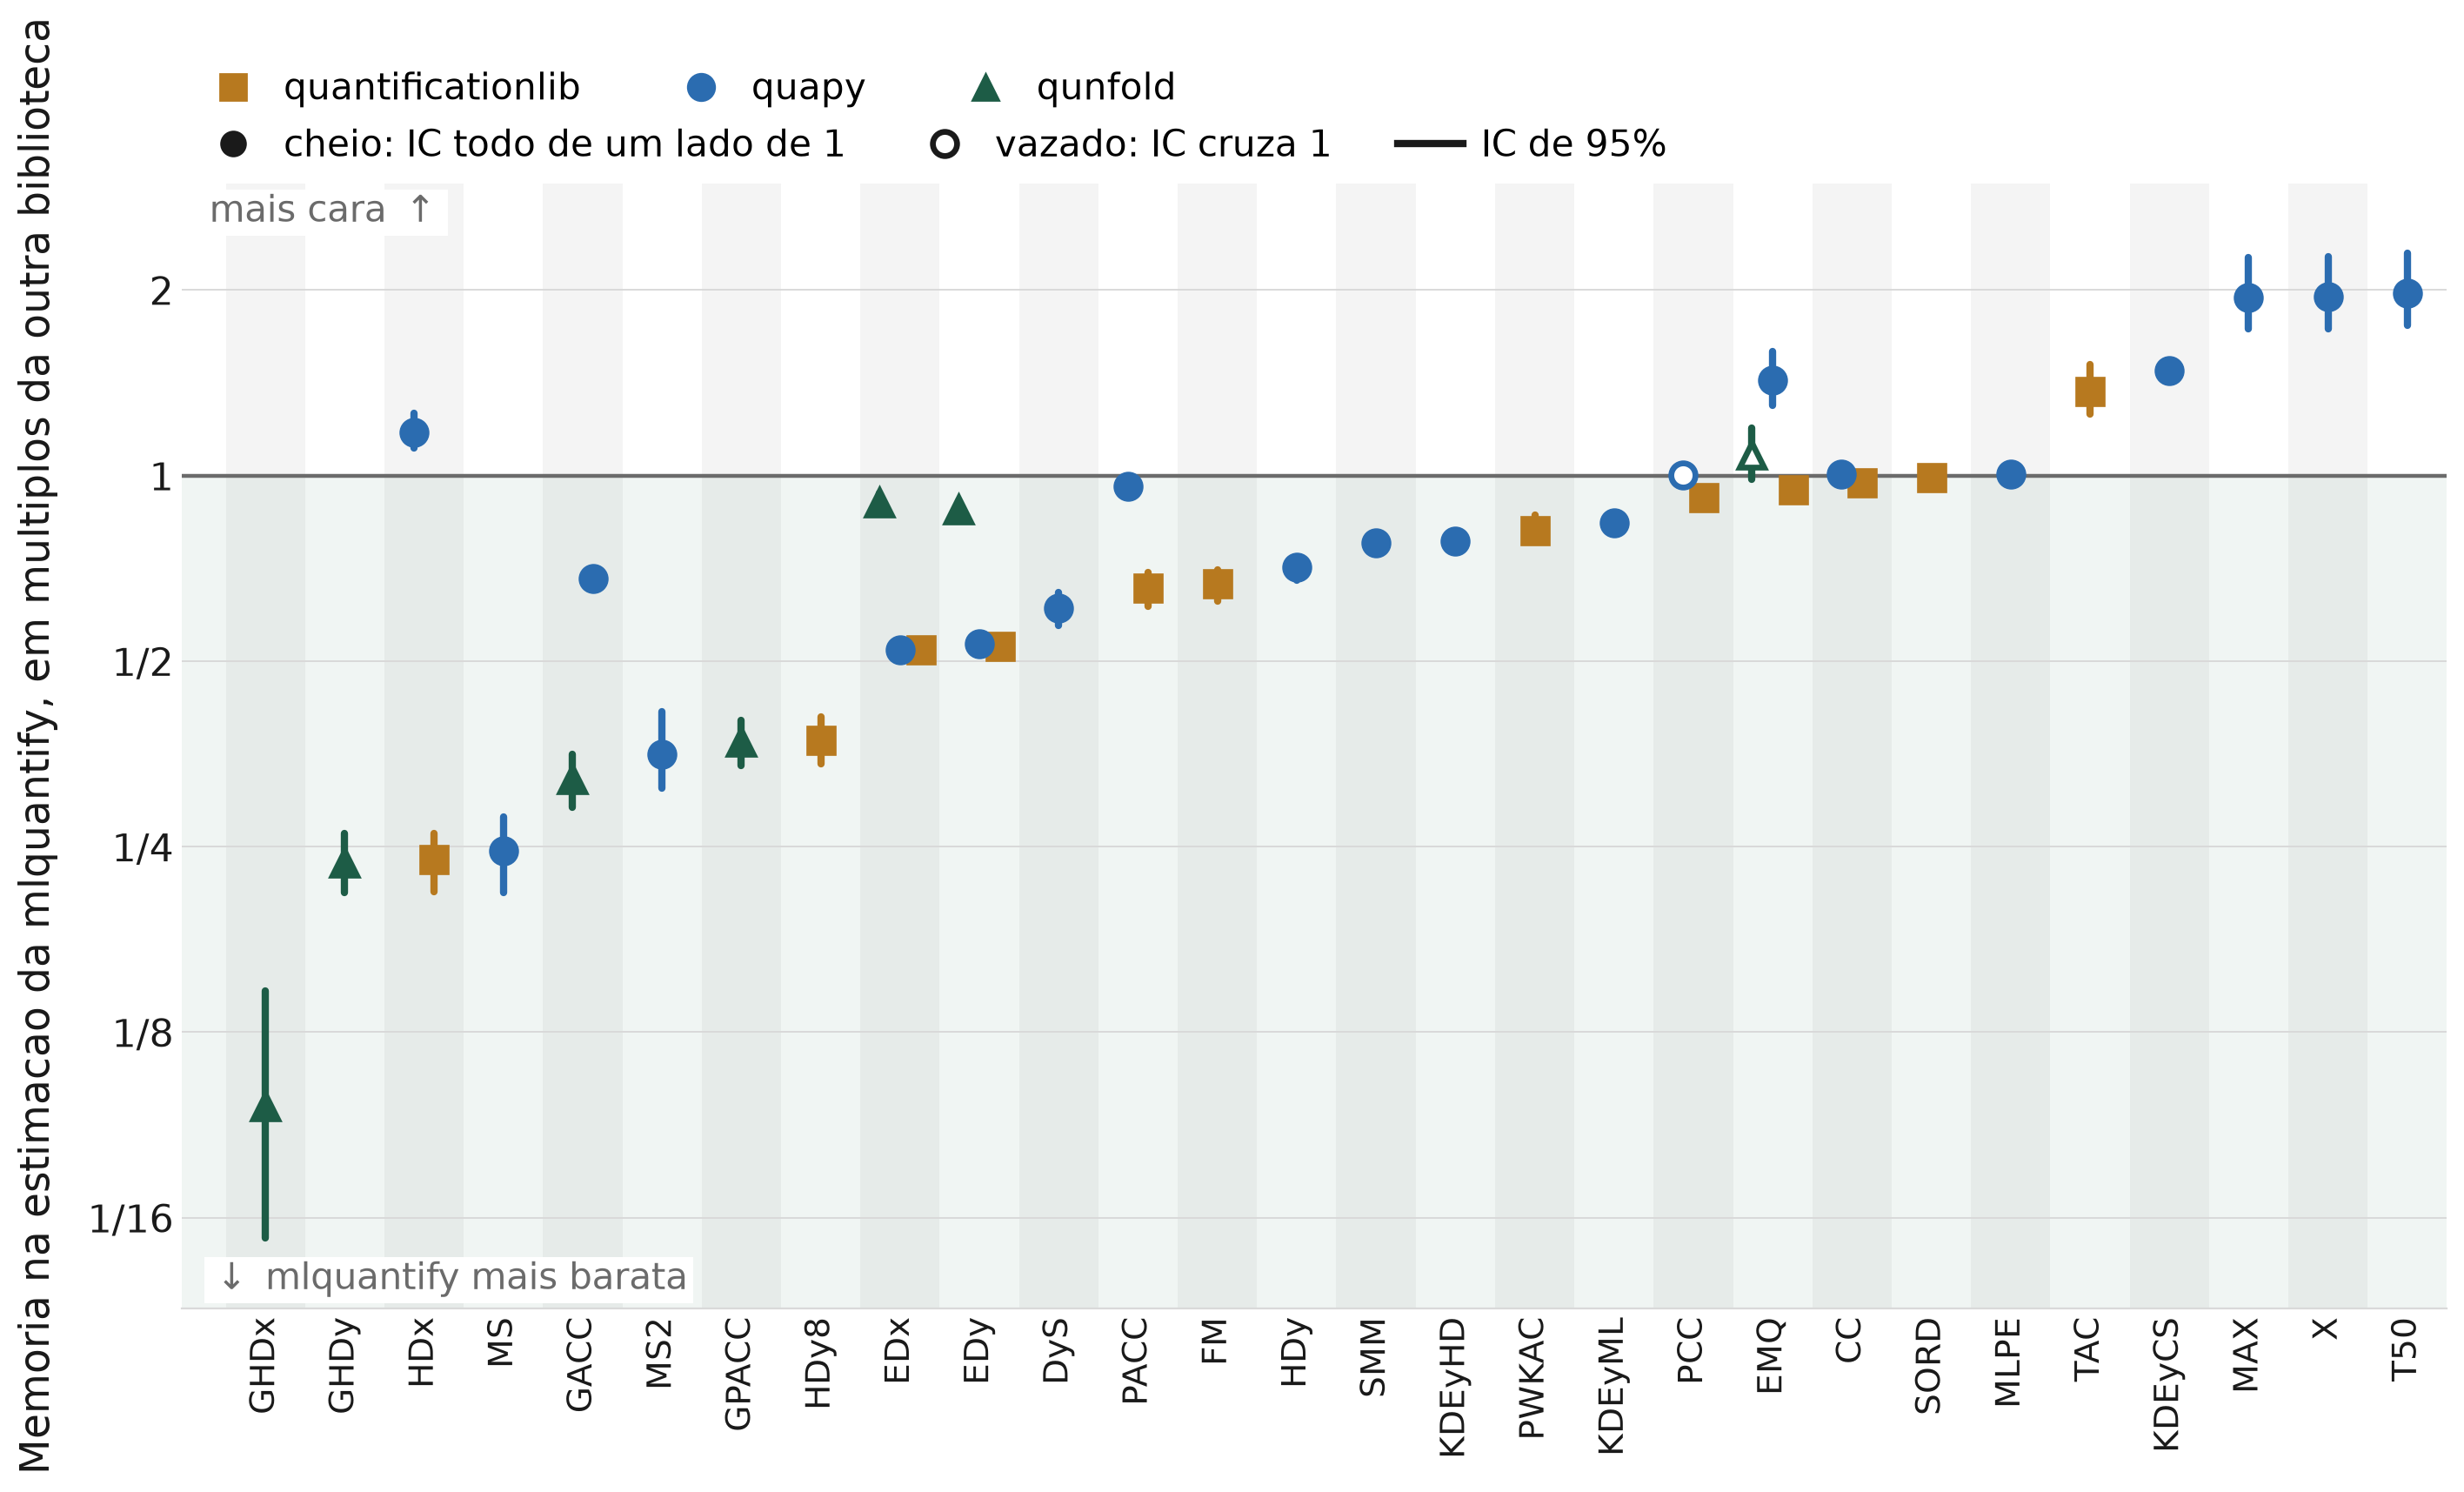 Memoria na estimacao da mlquantify, em multiplos da outra biblioteca
quantificationlib
quapy
qunfold
cheio: IC todo de um lado de 1
vazado: IC cruza 1
IC de 95%
mais cara ↑
2
1
1/2
1/4
1/8
1/16
↓ mlquantify mais barata
GHDx
GHDy
HDx
MS
GACC
MS2
GPACC
HDy8
EDx
EDy
DyS
PACC
FM
HDy
SMM
KDEyHD
PWKAC
KDEyML
PCC
EMQ
CC
SORD
MLPE
TAC
KDEyCS
MAX
X
T50